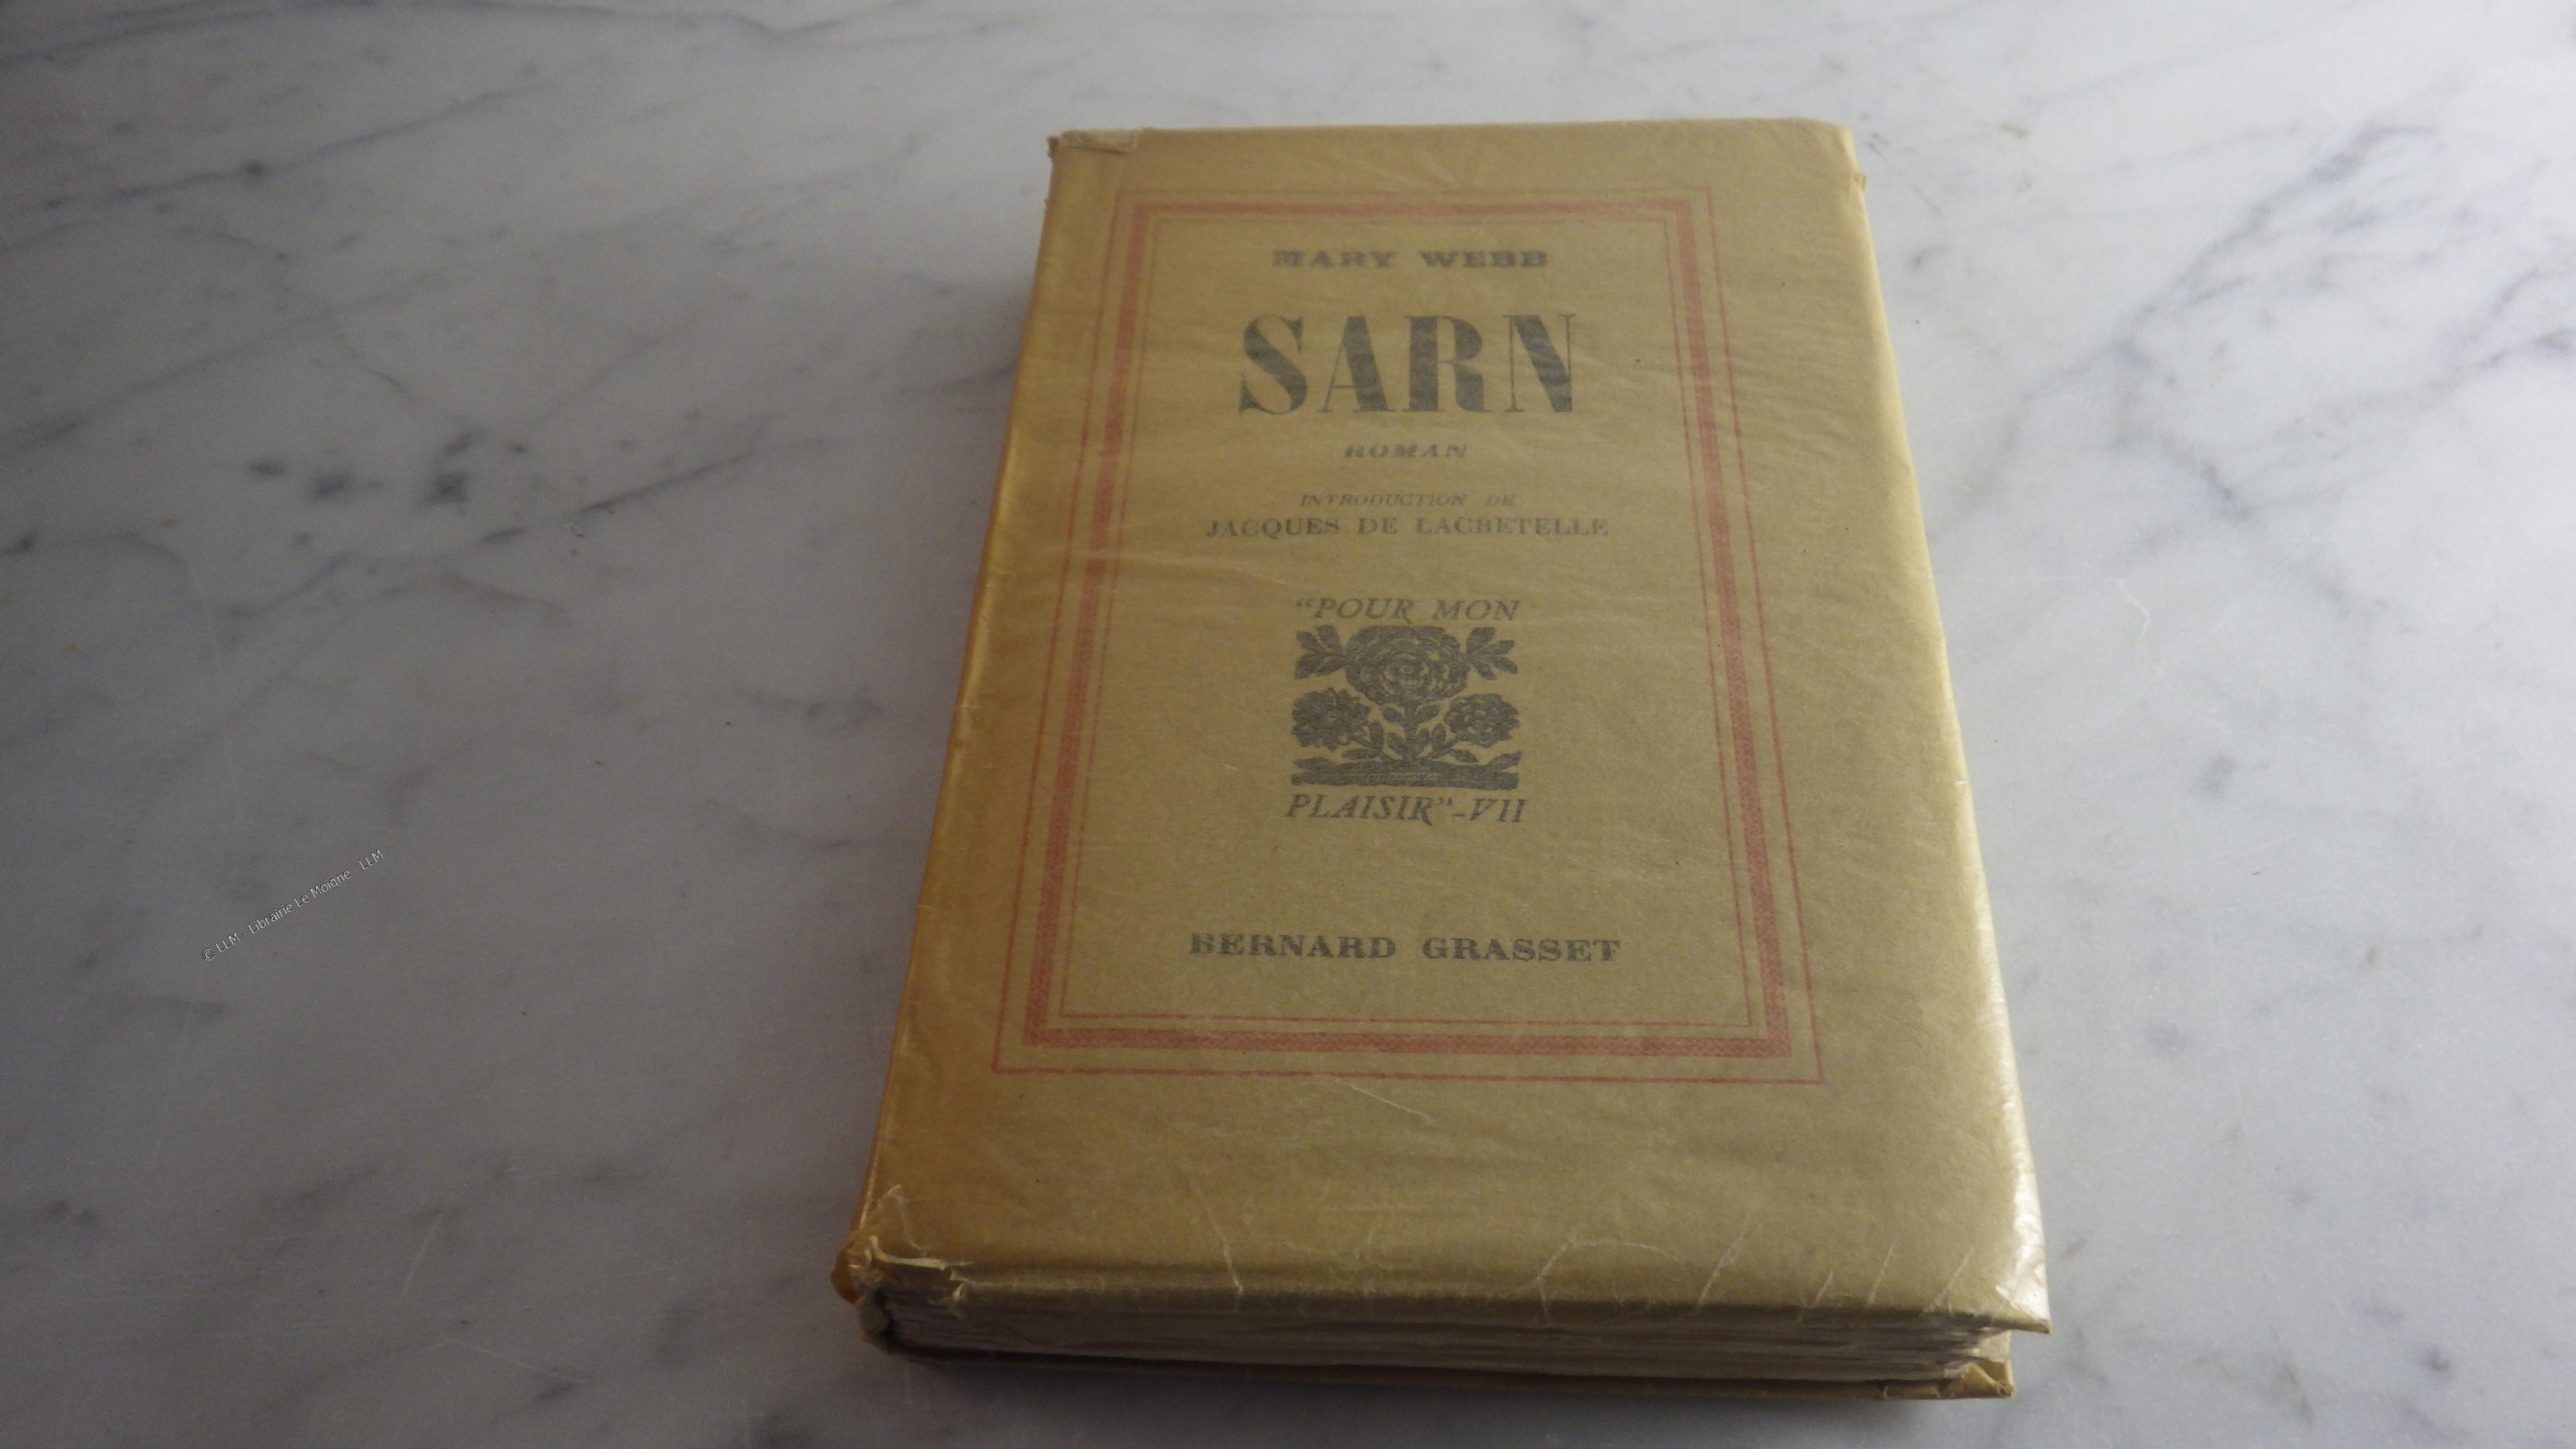 MARY WEBB
SARN
ROMAN
INTRODUCTION DE
JACQUES DE LACRETELLE
“POUR MON
PLAISIR”-VII
BERNARD GRASSET
© LLM - Librairie Le Moigne - LLM